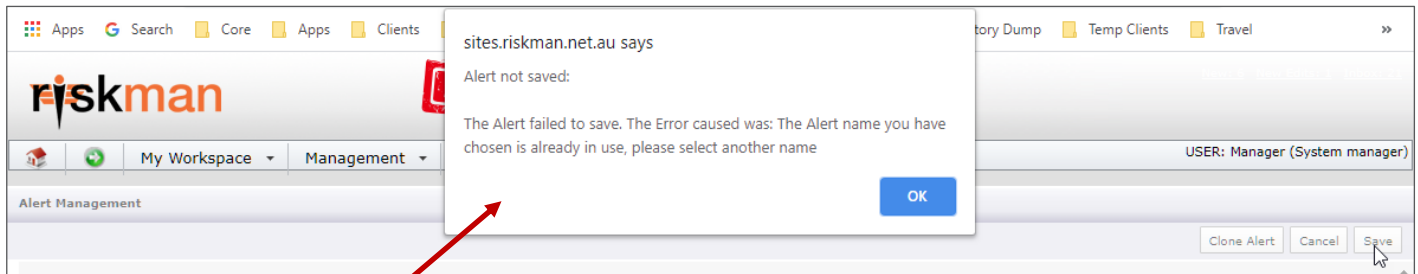 Apps Search Core Apps Clients tory Dump Temp Clients Travel »
sites.riskman.net.au says
Alert not saved:
riskman
The Alert failed to save. The Error caused was: The Alert name you have
chosen is already in use, please select another name
My Workspace Management USER: Manager (System manager)
OK
Alert Management
Clone Alert Cancel Save